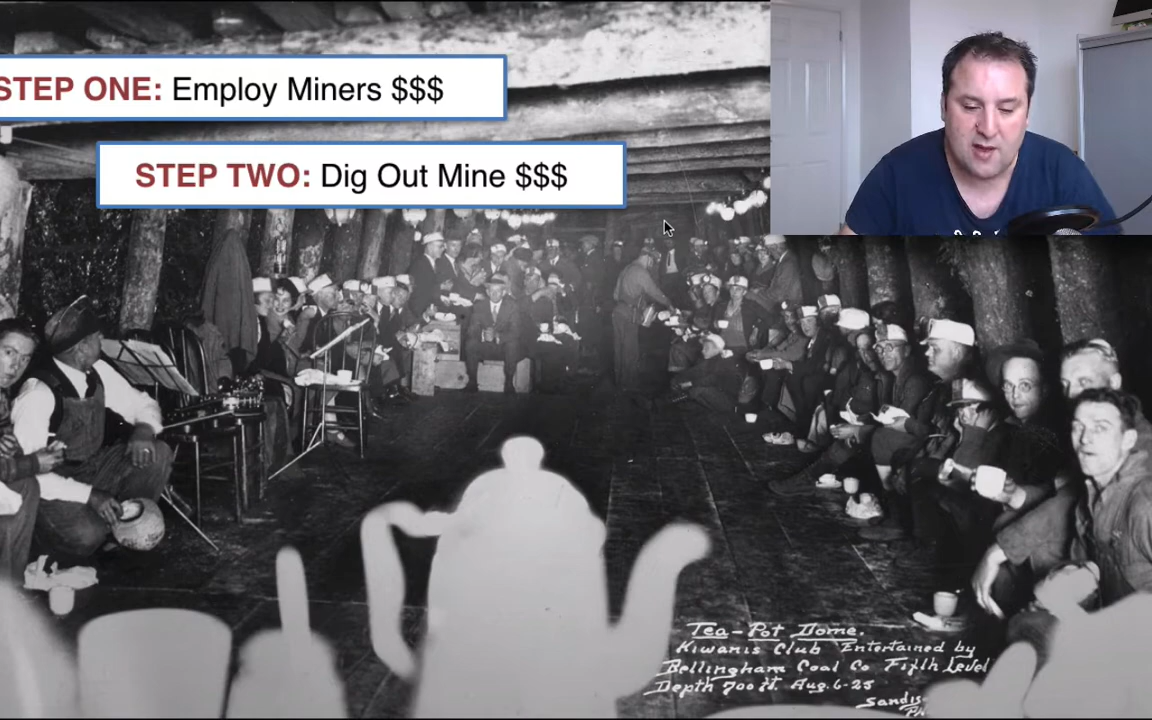 STEP ONE: Employ Miners $$$
STEP TWO: Dig Out Mine $$$
Tea-Pot Dome.
Kiwanis Club Entertained by
Bellingham Coal Co Fifth Level
Depth 700 ft. Aug. 6-25